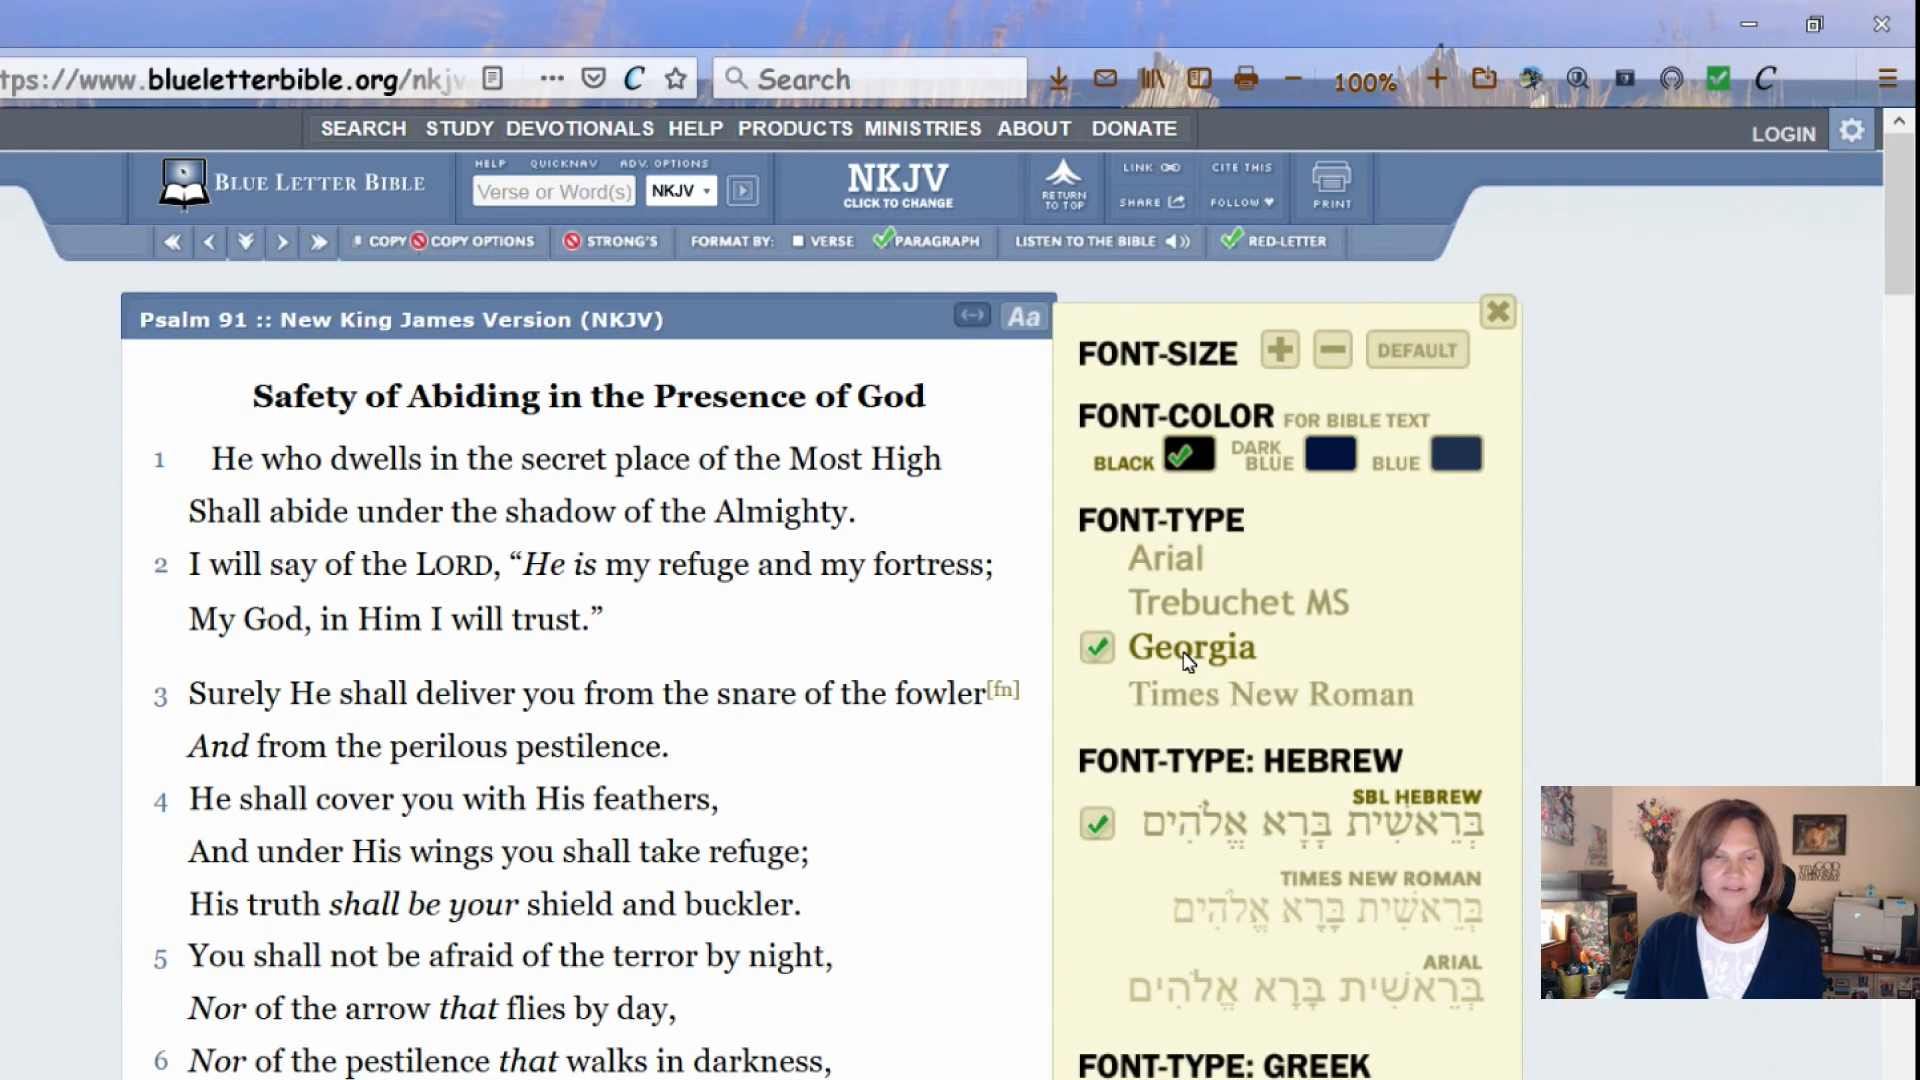 tps://www.blueletterbible.org/nkjv
Search
100%
SEARCH STUDY DEVOTIONALS HELP PRODUCTS MINISTRIES ABOUT DONATE
LOGIN
HELP QUICKNAV ADV. OPTIONS
BLUE LETTER BIBLE
Verse or Word(s)
NKJV
NKJV
CLICK TO CHANGE
RETURN
TO TOP
LINK
CITE THIS
SHARE
FOLLOW
PRINT
COPY COPY OPTIONS STRONG'S FORMAT BY: VERSE PARAGRAPH LISTEN TO THE BIBLE RED-LETTER
Psalm 91 :: New King James Version (NKJV)
Aa
Safety of Abiding in the Presence of God
1 He who dwells in the secret place of the Most High
Shall abide under the shadow of the Almighty.
2 I will say of the LORD, “He is my refuge and my fortress;
My God, in Him I will trust.”
3 Surely He shall deliver you from the snare of the fowler[fn]
And from the perilous pestilence.
4 He shall cover you with His feathers,
And under His wings you shall take refuge;
His truth shall be your shield and buckler.
5 You shall not be afraid of the terror by night,
Nor of the arrow that flies by day,
6 Nor of the pestilence that walks in darkness,
FONT-SIZE
DEFAULT
FONT-COLOR FOR BIBLE TEXT
BLACK
DARK
BLUE
BLUE
FONT-TYPE
Arial
Trebuchet MS
Georgia
Times New Roman
FONT-TYPE: HEBREW
SBL HEBREW
בְּרֵאשִׁית בָּרָא אֱלֹהִים
TIMES NEW ROMAN
בְּרֵאשִׁית בָּרָא אֱלֹהִים
ARIAL
בְּרֵאשִׁית בָּרָא אֱלֹהִים
FONT-TYPE: GREEK